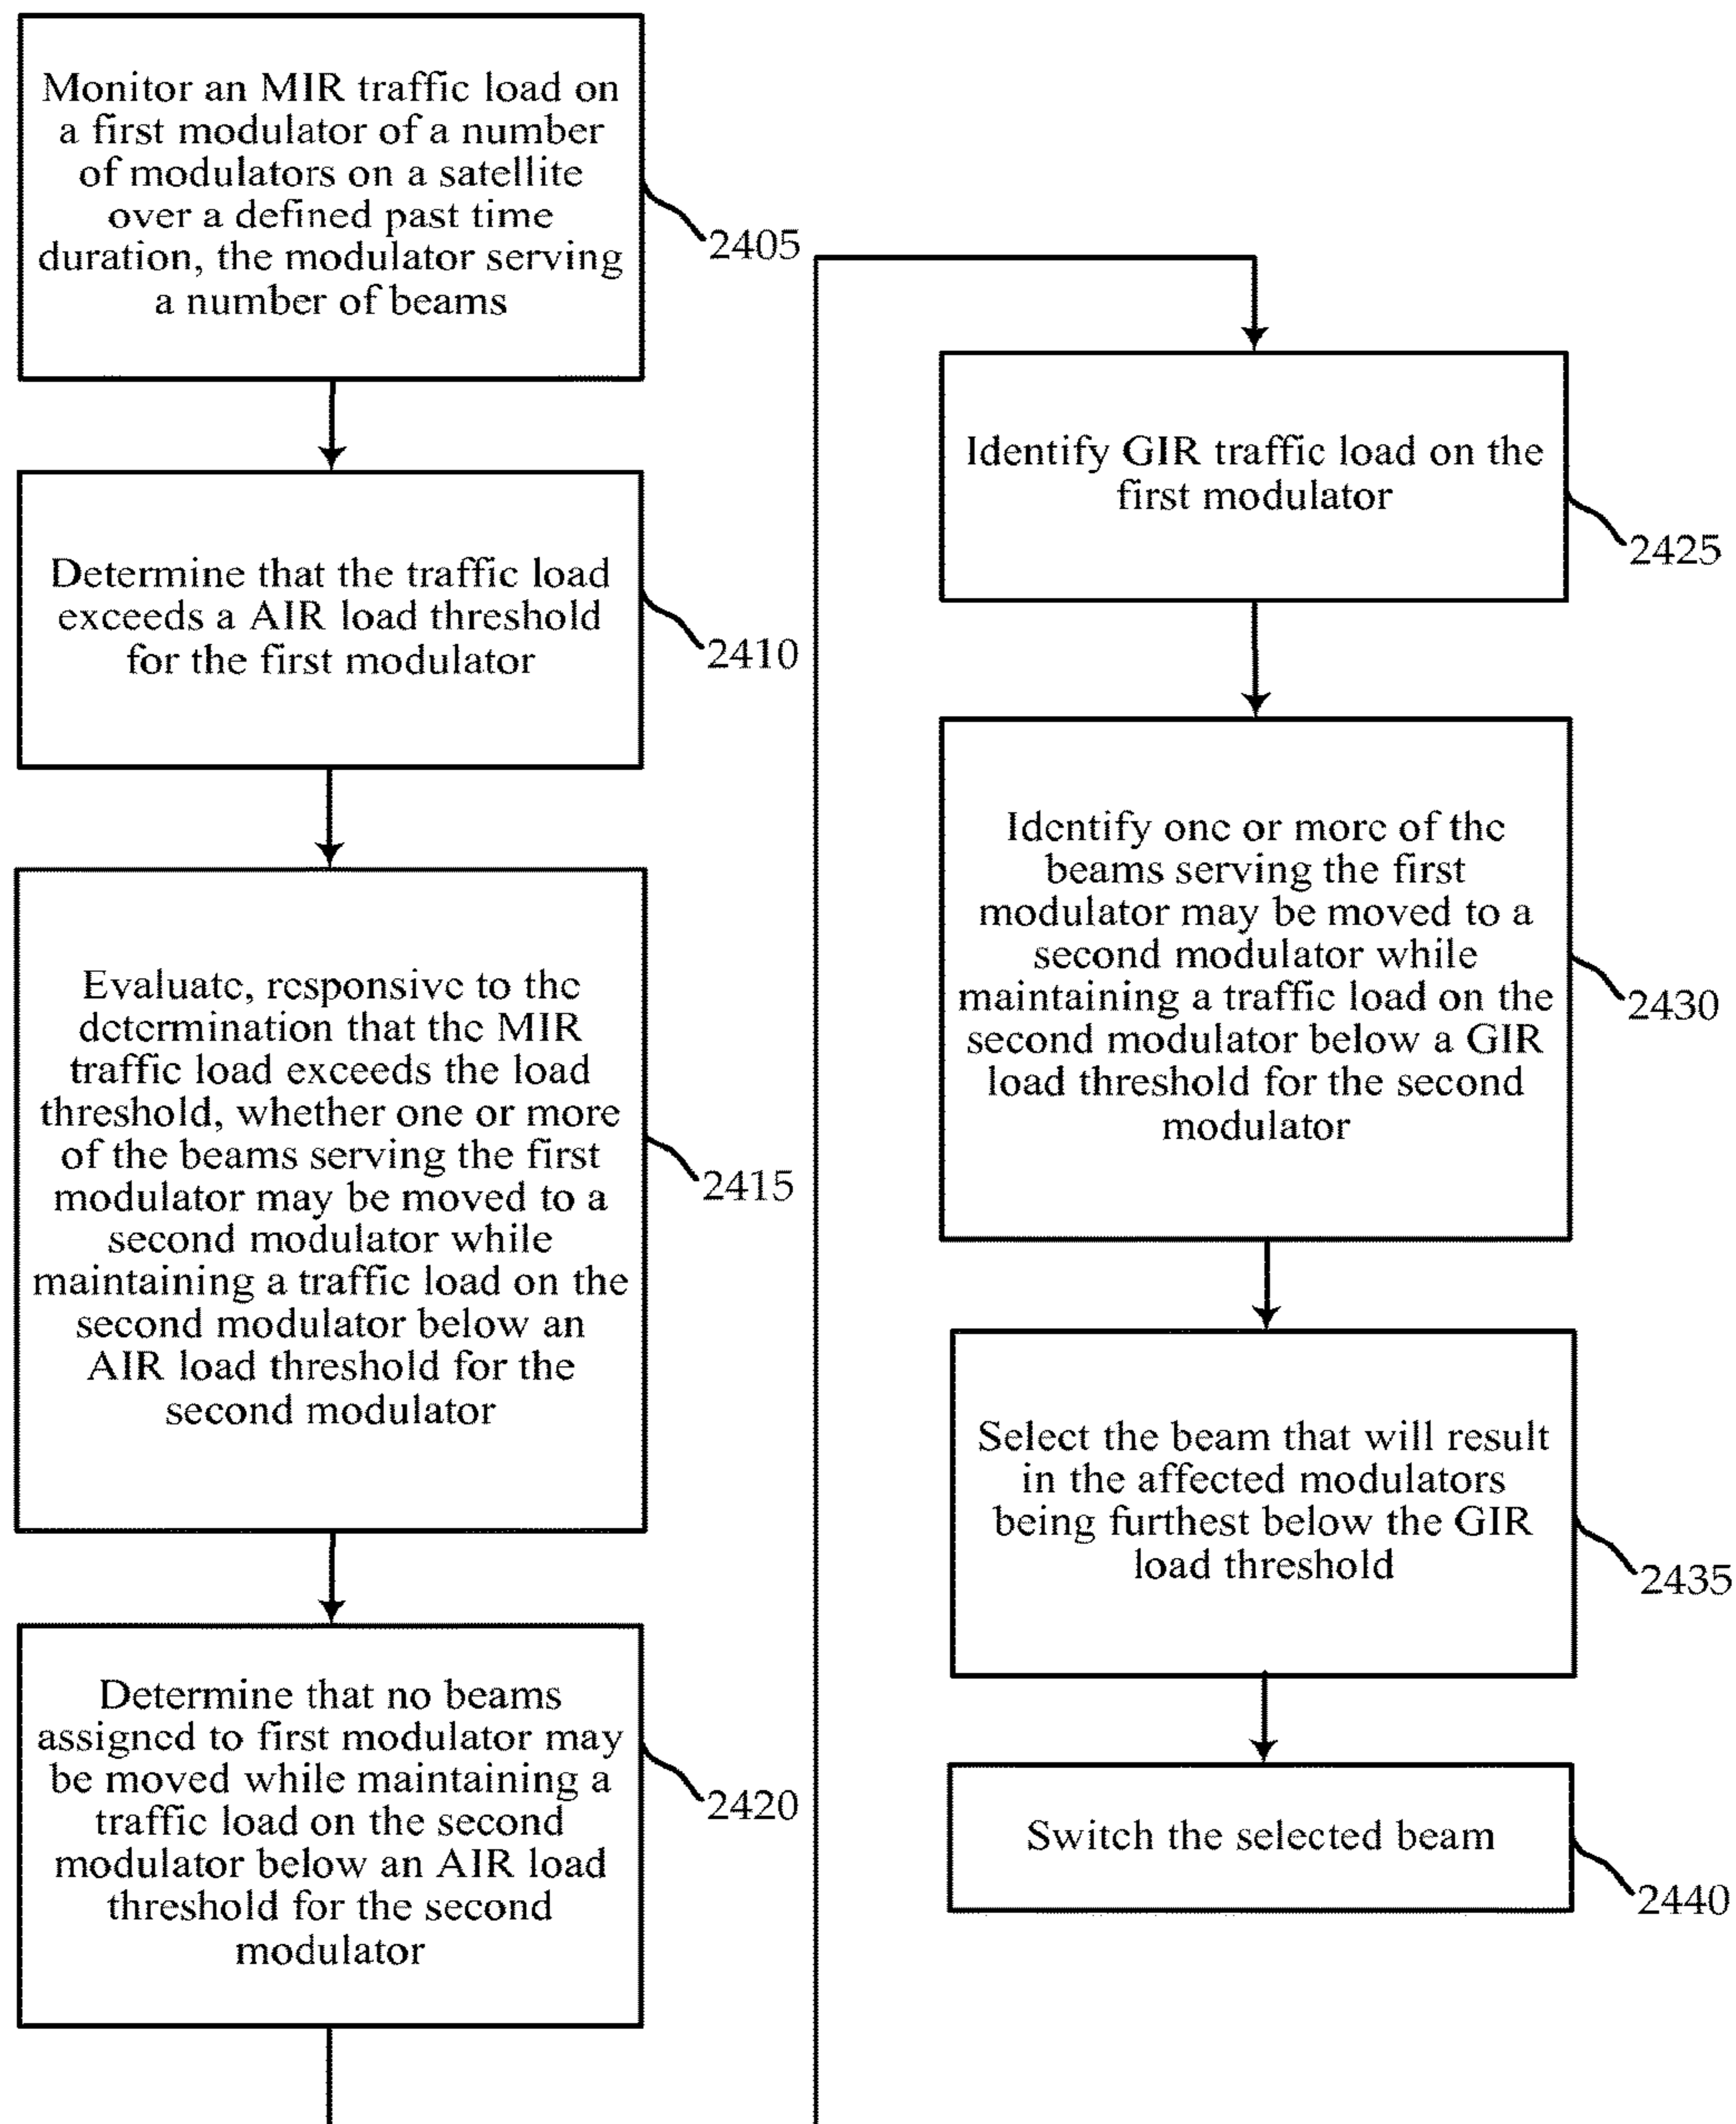 Monitor an MIR traffic load on
a first modulator of a number
of modulators on a satellite
over a defined past time
duration, the modulator serving
a number of beams
2405
Determine that the traffic load
exceeds a AIR load threshold
for the first modulator
2410
Evaluate, responsive to the
determination that the MIR
traffic load exceeds the load
threshold, whether one or more
of the beams serving the first
modulator may be moved to a
second modulator while
maintaining a traffic load on the
second modulator below an
AIR load threshold for the
second modulator
2415
Determine that no beams
assigned to first modulator may
be moved while maintaining a
traffic load on the second
modulator below an AIR load
threshold for the second
modulator
2420
Identify GIR traffic load on the
first modulator
2425
Identify one or more of the
beams serving the first
modulator may be moved to a
second modulator while
maintaining a traffic load on the
second modulator below a GIR
load threshold for the second
modulator
2430
Select the beam that will result
in the affected modulators
being furthest below the GIR
load threshold
2435
Switch the selected beam
2440